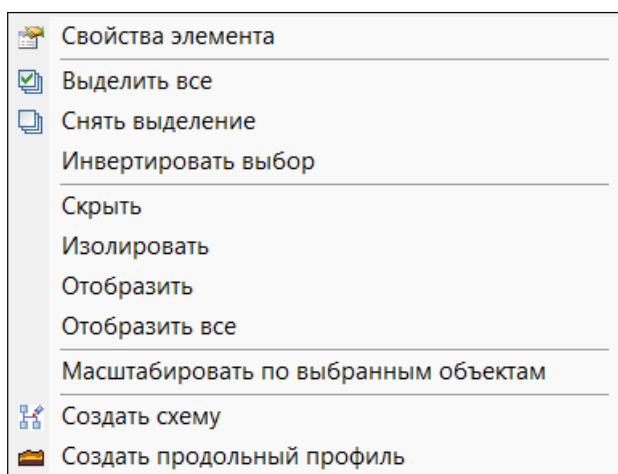 Свойства элемента
Выделить все
Снять выделение
Инвертировать выбор
Скрыть
Изолировать
Отобразить
Отобразить все
Масштабировать по выбранным объектам
Создать схему
Создать продольный профиль